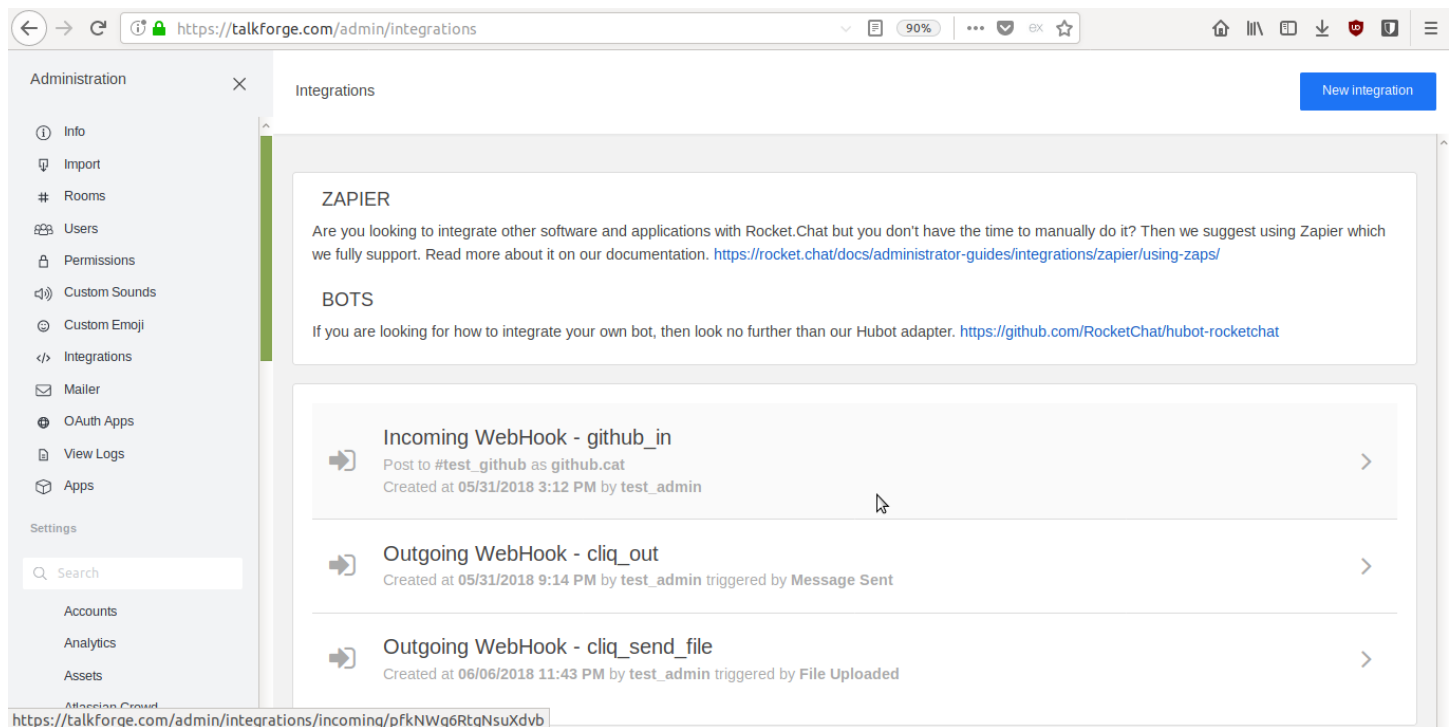 https://talkforge.com/admin/integrations
90%
Administration
Integrations
New integration
Info
Import
Rooms
Users
Permissions
Custom Sounds
Custom Emoji
Integrations
Mailer
OAuth Apps
View Logs
Apps
Settings
Search
Accounts
Analytics
Assets
Atlassian Crowd
ZAPIER
Are you looking to integrate other software and applications with Rocket.Chat but you don't have the time to manually do it? Then we suggest using Zapier which
we fully support. Read more about it on our documentation. https://rocket.chat/docs/administrator-guides/integrations/zapier/using-zaps/
BOTS
If you are looking for how to integrate your own bot, then look no further than our Hubot adapter. https://github.com/RocketChat/hubot-rocketchat
Incoming WebHook - github_in
Post to #test_github as github.cat
Created at 05/31/2018 3:12 PM by test_admin
Outgoing WebHook - cliq_out
Created at 05/31/2018 9:14 PM by test_admin triggered by Message Sent
Outgoing WebHook - cliq_send_file
Created at 06/06/2018 11:43 PM by test_admin triggered by File Uploaded
https://talkforge.com/admin/integrations/incoming/pfkNWq6RtgNsuXdvb